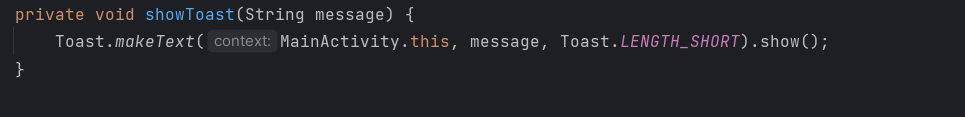 private void showToast(String message) {
Toast.makeText( context: MainActivity.this, message, Toast.LENGTH_SHORT).show();
}